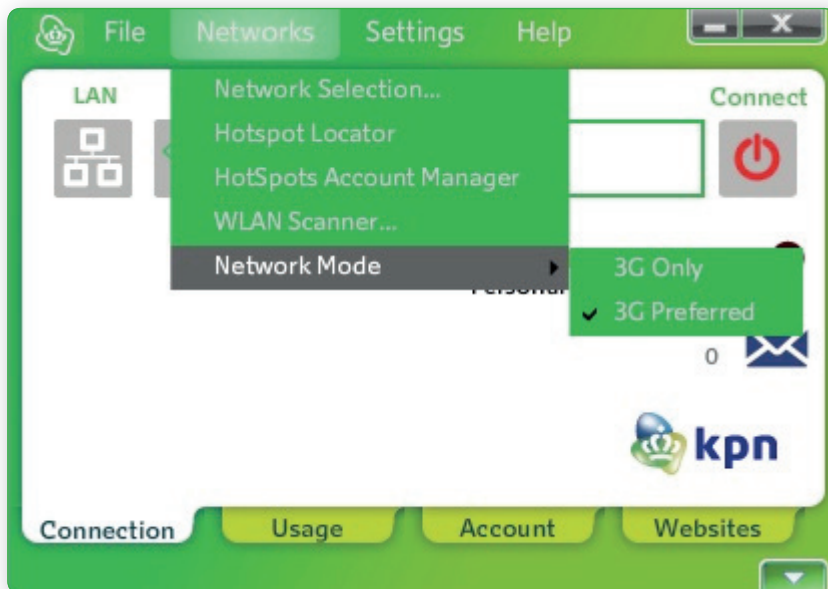 File Networks Settings Help
LAN
Network Selection...
Connect
Hotspot Locator
HotSpots Account Manager
WLAN Scanner...
Network Mode
3G Only
3G Preferred
0
kpn
Connection Usage Account Websites